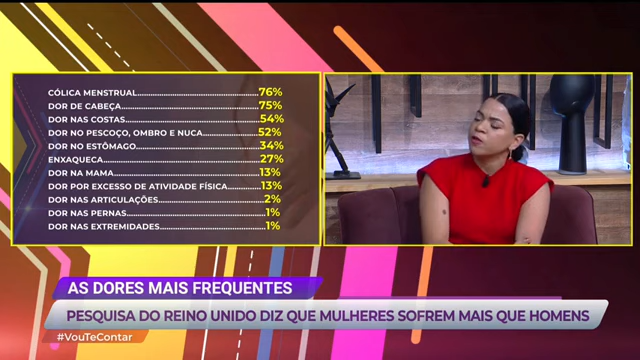 CÓLICA MENSTRUAL........................76%
DOR DE CABEÇA........................75%
DOR NAS COSTAS........................54%
DOR NO PESCOÇO, OMBRO E NUCA........................52%
DOR NO ESTÔMAGO........................34%
ENXAQUECA........................27%
DOR NA MAMA........................13%
DOR POR EXCESSO DE ATIVIDADE FÍSICA........................13%
DOR NAS ARTICULAÇÕES........................2%
DOR NAS PERNAS........................1%
DOR NAS EXTREMIDADES........................1%
AS DORES MAIS FREQUENTES
PESQUISA DO REINO UNIDO DIZ QUE MULHERES SOFREM MAIS QUE HOMENS
#VouTeContar